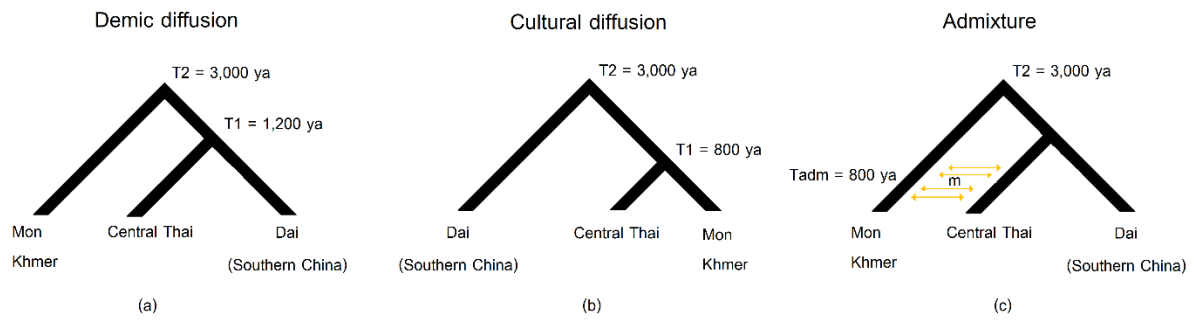 Demic diffusion
T2 = 3,000 ya
T1 = 1,200 ya
Mon
Khmer
Central Thai
Dai
(Southern China)
(a)
Cultural diffusion
T2 = 3,000 ya
T1 = 800 ya
Dai
(Southern China)
Central Thai
Mon
Khmer
(b)
Admixture
T2 = 3,000 ya
Tadm = 800 ya
m
Mon
Khmer
Central Thai
Dai
(Southern China)
(c)